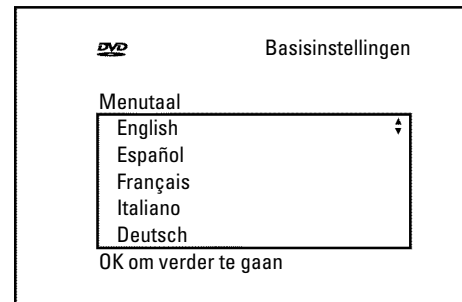 DVD
Basisinstellingen
Menutaal
English
Español
Français
Italiano
Deutsch
OK om verder te gaan